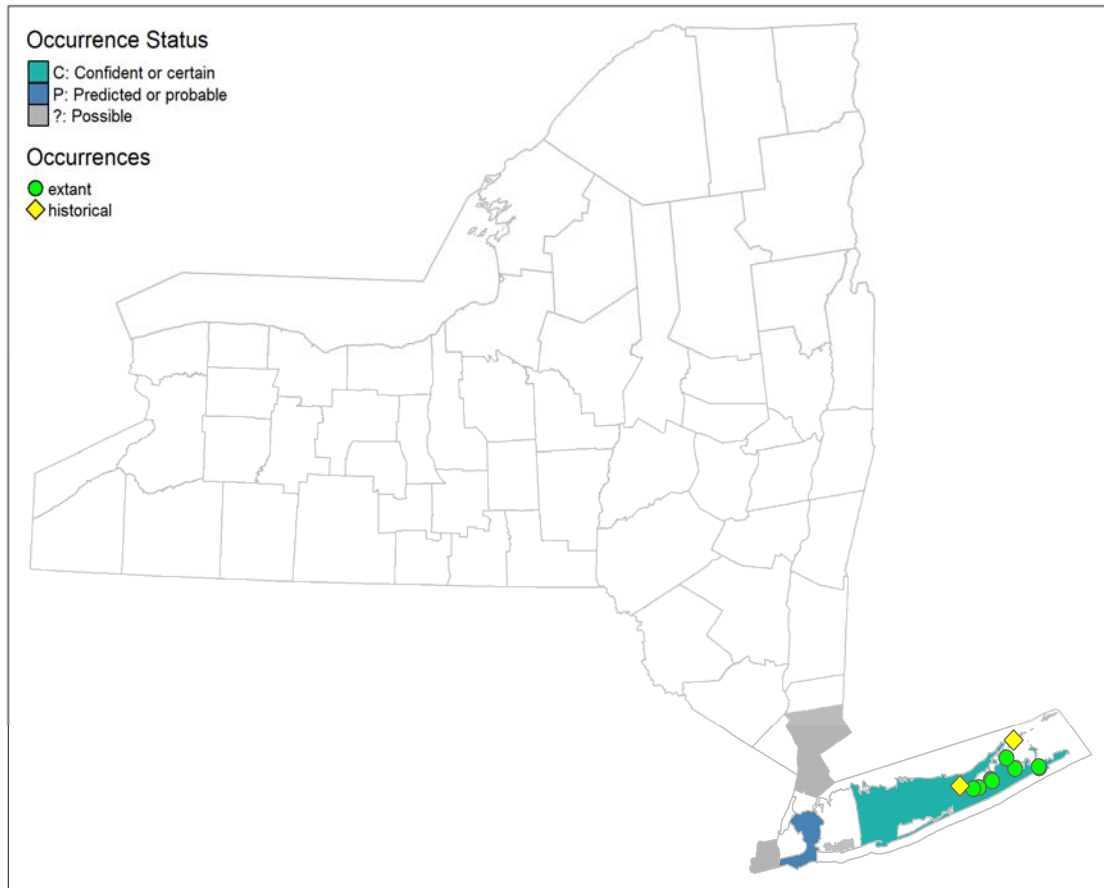 Occurrence Status
C: Confident or certain
P: Predicted or probable
?: Possible
Occurrences
extant
historical